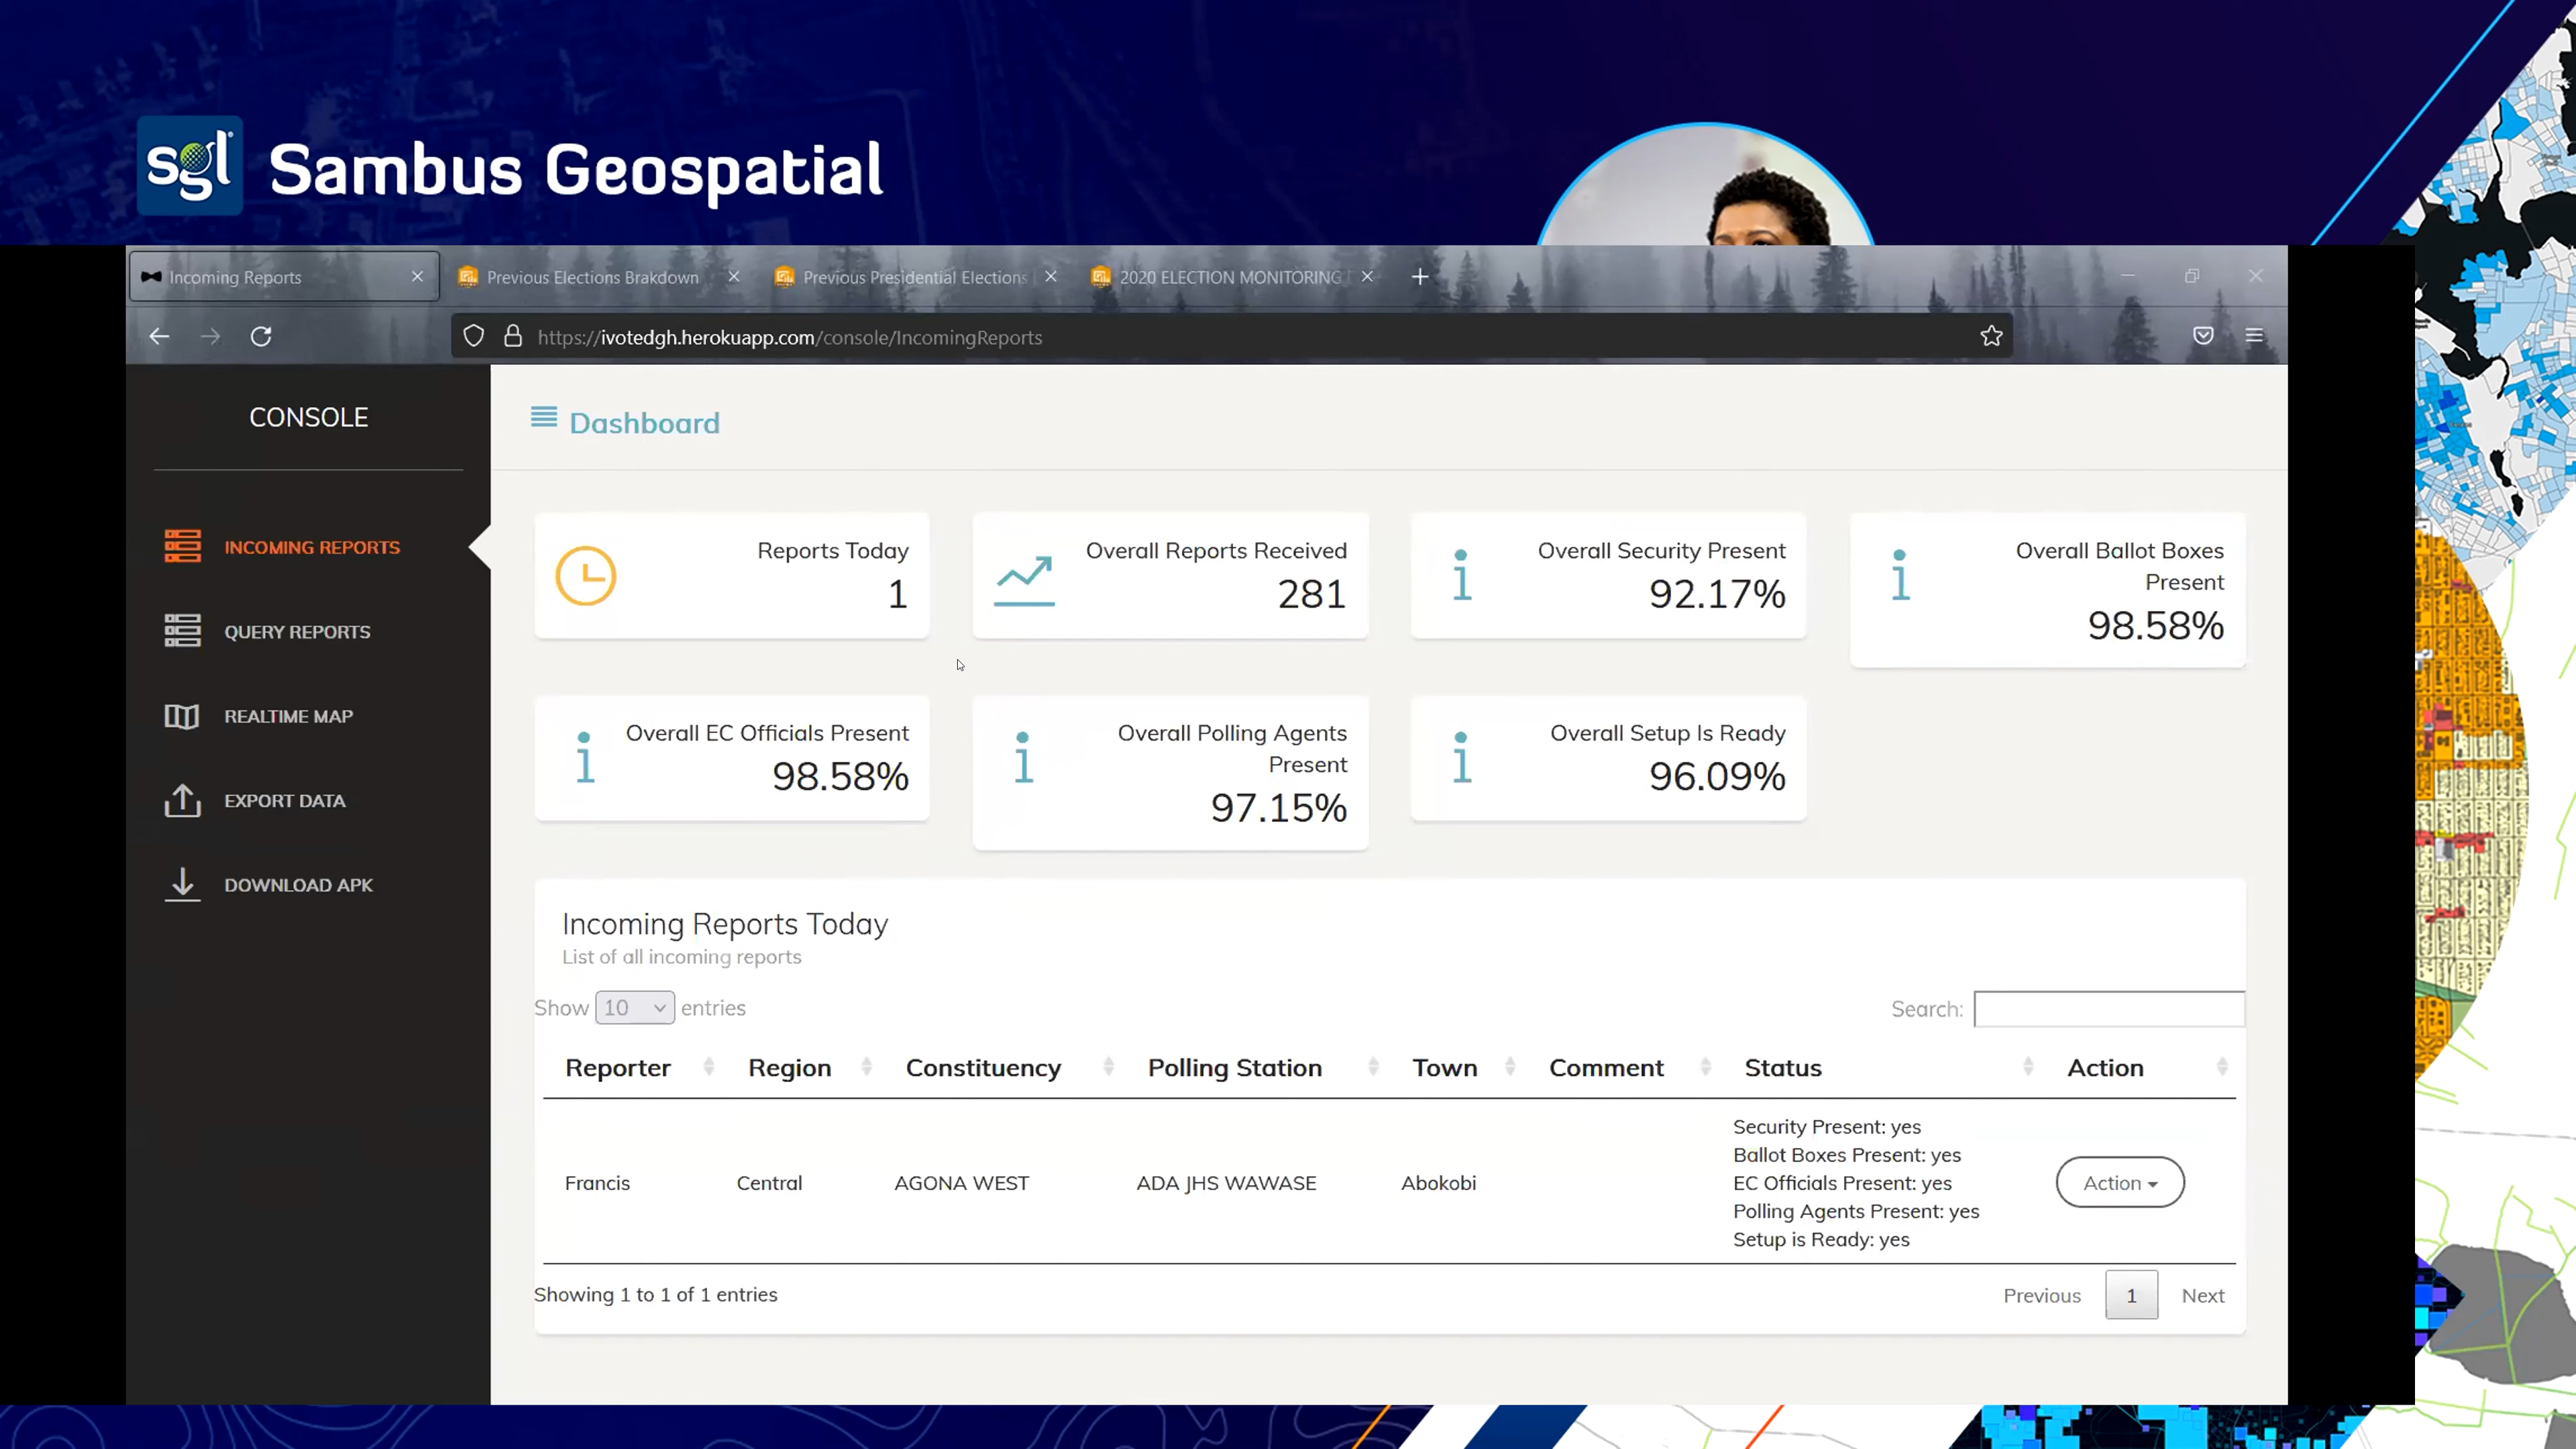 sgl
Sambus Geospatial
Incoming Reports
Previous Elections Brakdown
Previous Presidential Elections
2020 ELECTION MONITORING
https://ivotedgh.herokuapp.com/console/IncomingReports
CONSOLE
INCOMING REPORTS
QUERY REPORTS
REALTIME MAP
EXPORT DATA
DOWNLOAD APK
Dashboard
Reports Today
1
Overall Reports Received
281
Overall Security Present
92.17%
Overall Ballot Boxes
Present
98.58%
Overall EC Officials Present
98.58%
Overall Polling Agents
Present
97.15%
Overall Setup Is Ready
96.09%
Incoming Reports Today
List of all incoming reports
Show 10 entries
Search:
Reporter Region Constituency Polling Station Town Comment Status Action
Francis Central AGONA WEST ADA JHS WAWASE Abokobi
Security Present: yes
Ballot Boxes Present: yes
EC Officials Present: yes
Polling Agents Present: yes
Setup is Ready: yes
Action
Showing 1 to 1 of 1 entries
Previous 1 Next